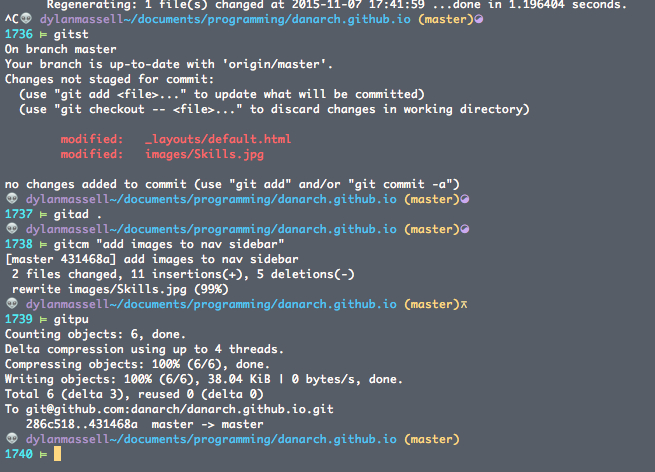 Regenerating: 1 file(s) changed at 2015-11-07 17:41:59 ...done in 1.196404 seconds.
^C👽 dylanmassell~/documents/programming/danarch.github.io (master)
1736 ⊨ gitst
On branch master
Your branch is up-to-date with 'origin/master'.
Changes not staged for commit:
  (use "git add <file>..." to update what will be committed)
  (use "git checkout -- <file>..." to discard changes in working directory)

        modified:   _layouts/default.html
        modified:   images/Skills.jpg

no changes added to commit (use "git add" and/or "git commit -a")
👽 dylanmassell~/documents/programming/danarch.github.io (master)
1737 ⊨ gitad .
👽 dylanmassell~/documents/programming/danarch.github.io (master)
1738 ⊨ gitcm "add images to nav sidebar"
[master 431468a] add images to nav sidebar
 2 files changed, 11 insertions(+), 5 deletions(-)
 rewrite images/Skills.jpg (99%)
👽 dylanmassell~/documents/programming/danarch.github.io (master)
1739 ⊨ gitpu
Counting objects: 6, done.
Delta compression using up to 4 threads.
Compressing objects: 100% (6/6), done.
Writing objects: 100% (6/6), 38.04 KiB | 0 bytes/s, done.
Total 6 (delta 3), reused 0 (delta 0)
To git@github.com:danarch/danarch.github.io.git
   286c518..431468a  master -> master
👽 dylanmassell~/documents/programming/danarch.github.io (master)
1740 ⊨